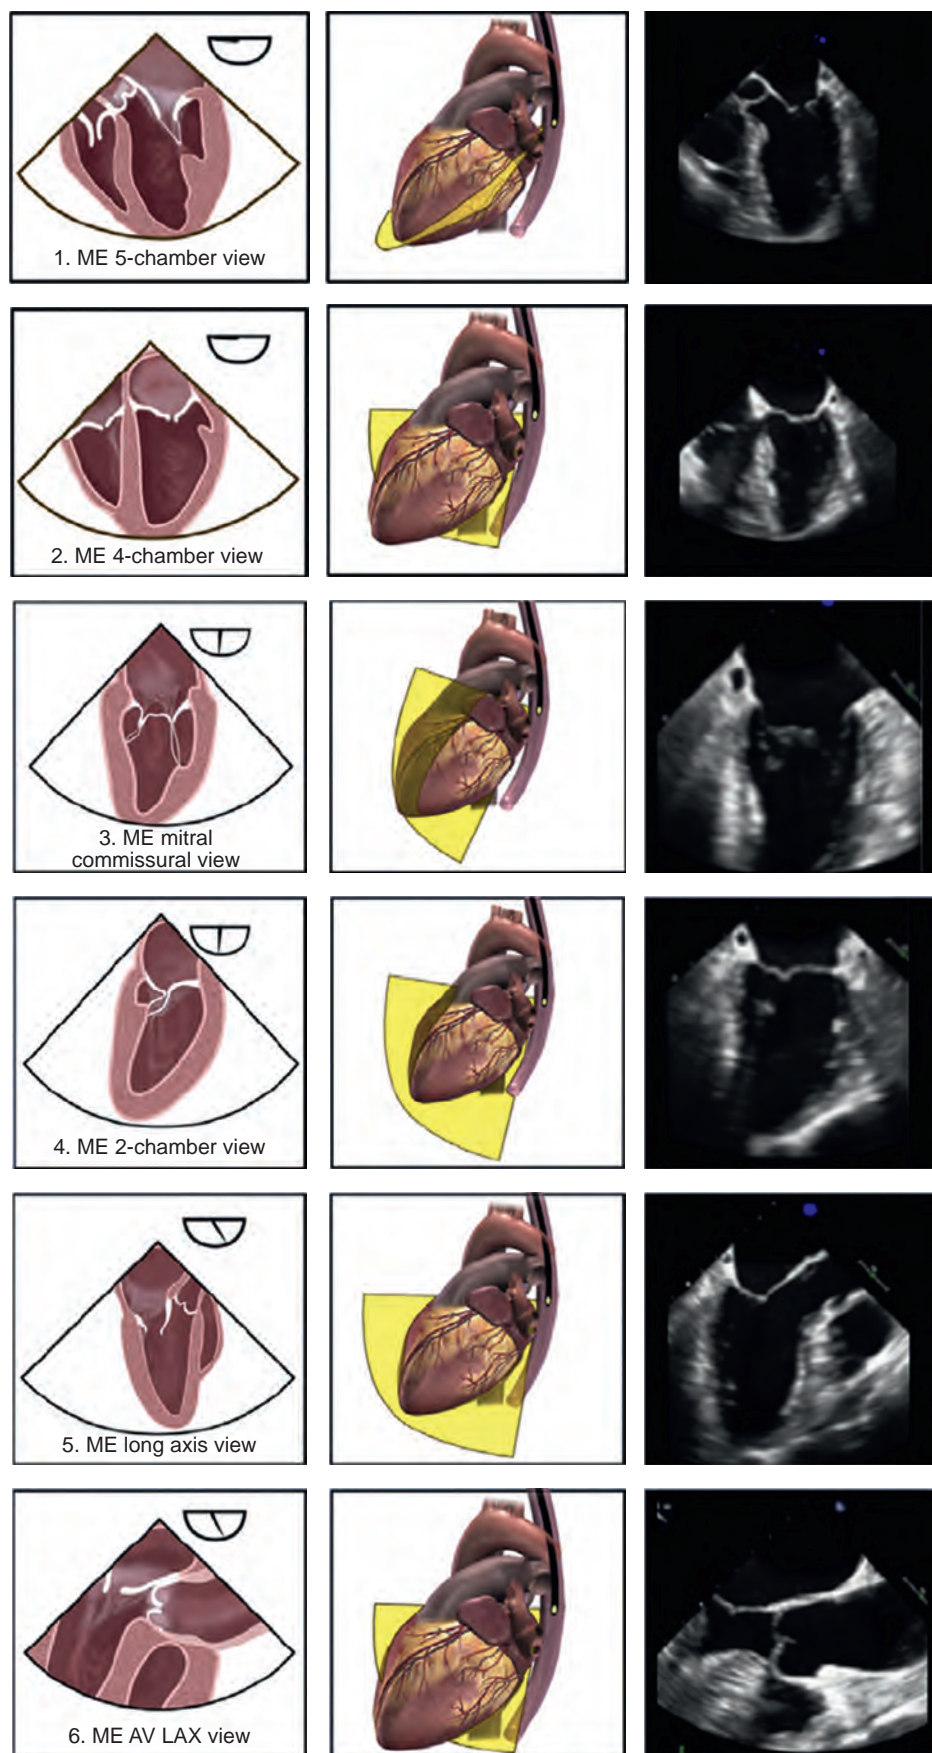 1. ME 5-chamber view
2. ME 4-chamber view
3. ME mitral
commissural view
4. ME 2-chamber view
5. ME long axis view
6. ME AV LAX view